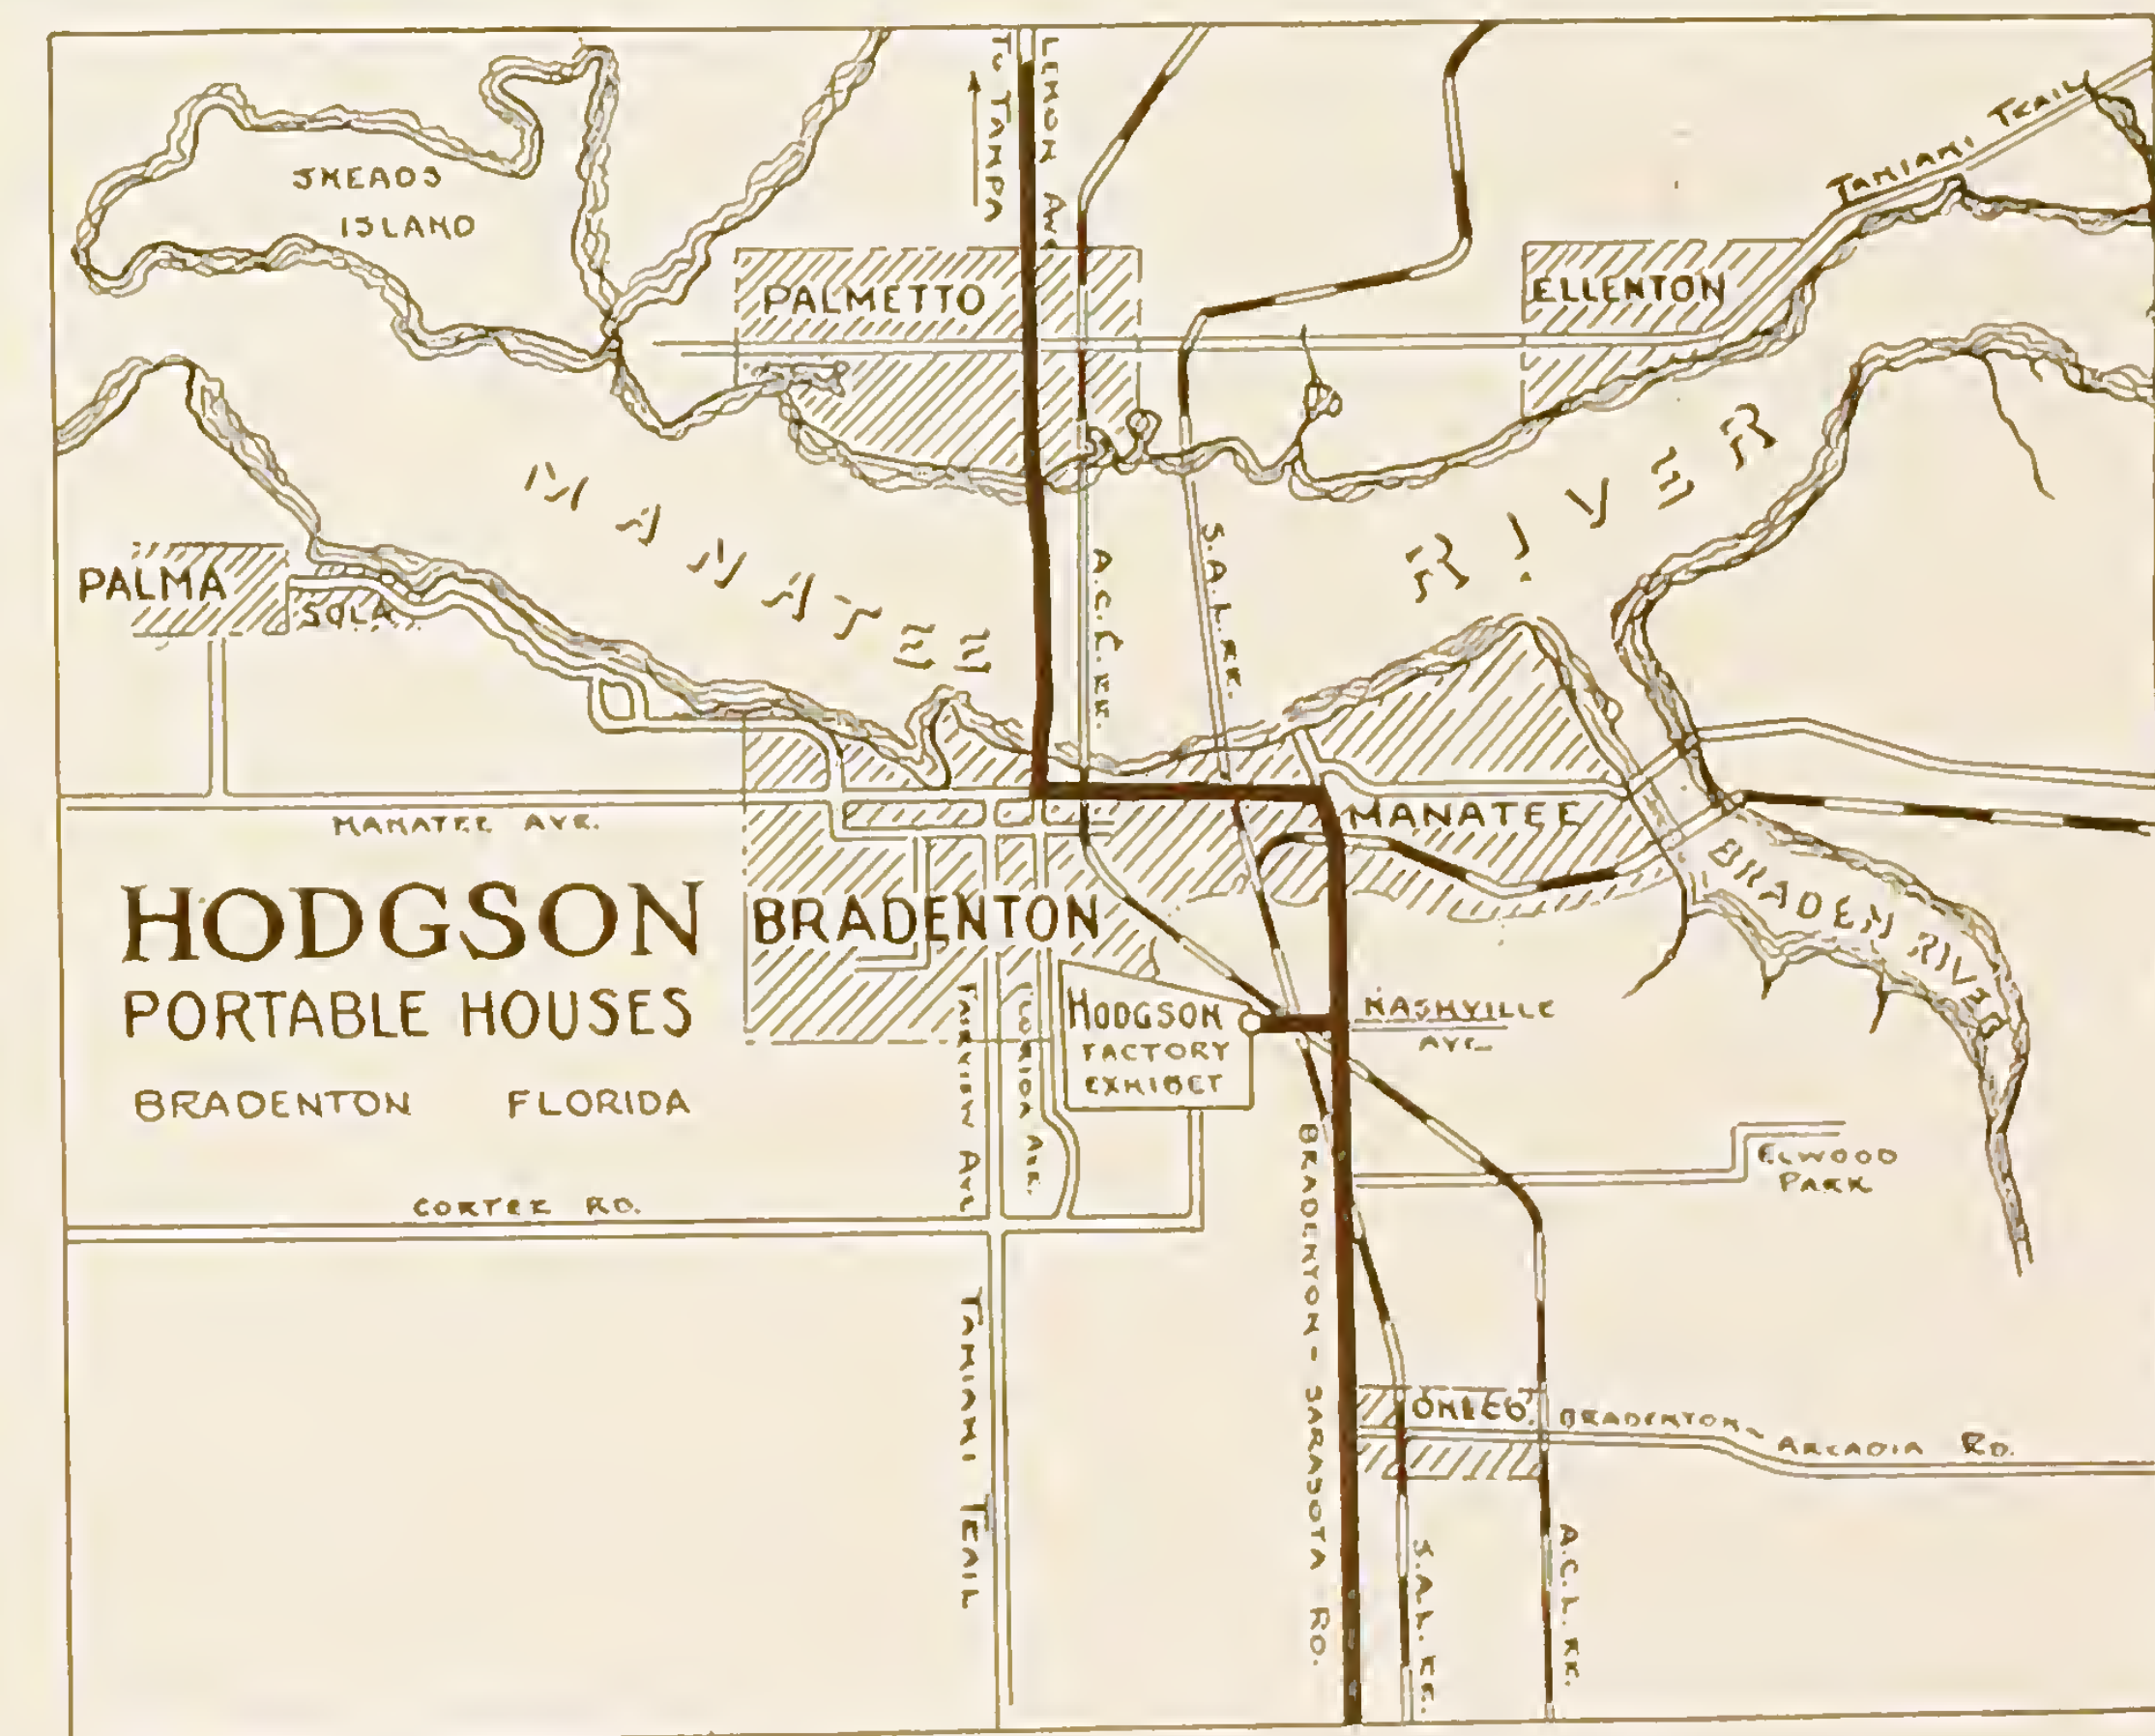 To TAMPA
LEMON AVE
TAMIAMI TRAIL
SNEADS
ISLAND
PALMETTO
ELLENTON
MANATEE RIVER
A.C.L. RR.
S.A.L. RR.
PALMA
SOLA
MANATEE AVE.
MANATEE
BRADEN RIVER
HODGSON
PORTABLE HOUSES
BRADENTON FLORIDA
BRADENTON
HODGSON
FACTORY
EXHIBIT
NASHVILLE
AVE
FAIRVIEW AVE
FLORIDA AVE.
ELWOOD
PARK
CORTEZ RD.
TAMIAMI TRAIL
BRADENTON - SARASOTA RD.
ONECO
BRADENTON-
ARCADIA RD.
S.A.L. RR.
A.C.L. RR.